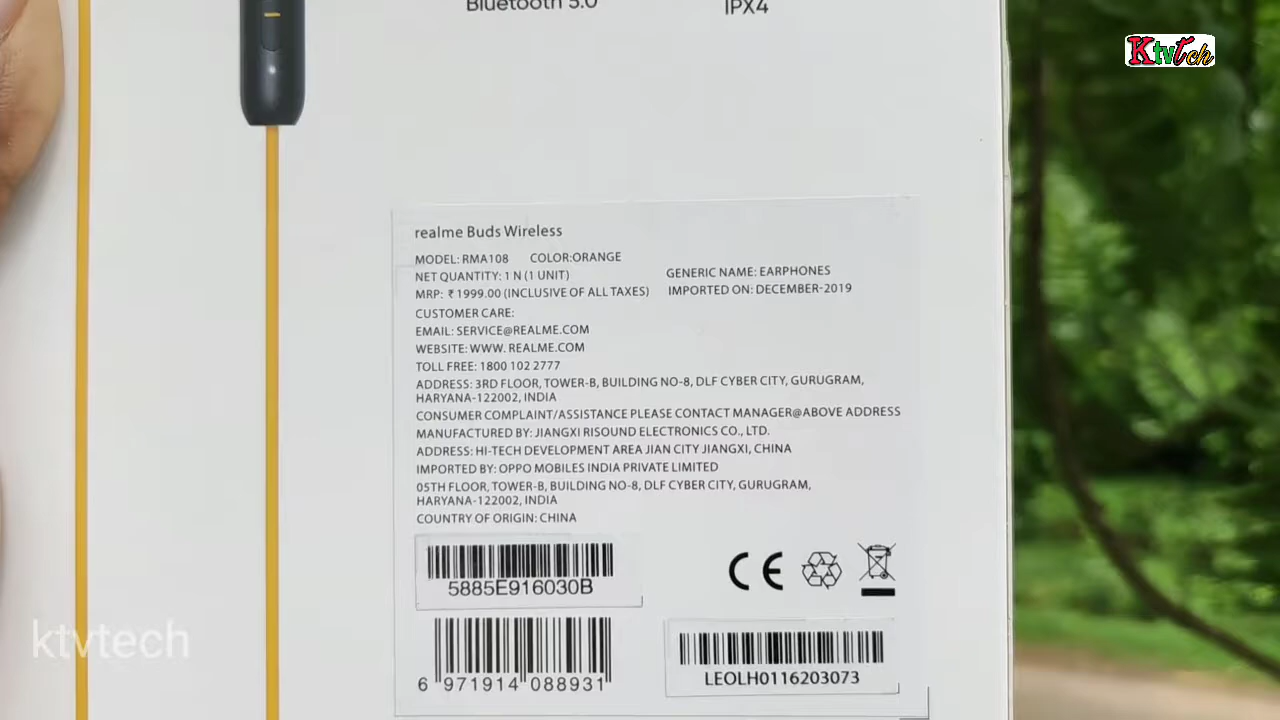 Bluetooth 5.0
IPX4
Ktvtch
realme Buds Wireless
MODEL: RMA108 COLOR:ORANGE
NET QUANTITY: 1 N (1 UNIT)
GENERIC NAME: EARPHONES
MRP: ₹ 1999.00 (INCLUSIVE OF ALL TAXES)
IMPORTED ON: DECEMBER-2019
CUSTOMER CARE:
EMAIL: SERVICE@REALME.COM
WEBSITE: WWW. REALME.COM
TOLL FREE: 1800 102 2777
ADDRESS: 3RD FLOOR, TOWER-B, BUILDING NO-8, DLF CYBER CITY, GURUGRAM,
HARYANA-122002, INDIA
CONSUMER COMPLAINT/ASSISTANCE PLEASE CONTACT MANAGER@ABOVE ADDRESS
MANUFACTURED BY: JIANGXI RISOUND ELECTRONICS CO., LTD.
ADDRESS: HI-TECH DEVELOPMENT AREA JIAN CITY JIANGXI, CHINA
IMPORTED BY: OPPO MOBILES INDIA PRIVATE LIMITED
05TH FLOOR, TOWER-B, BUILDING NO-8, DLF CYBER CITY, GURUGRAM,
HARYANA-122002, INDIA
COUNTRY OF ORIGIN: CHINA
5885E916030B
CE
6 971914 088931
LEOLH0116203073
ktvtech